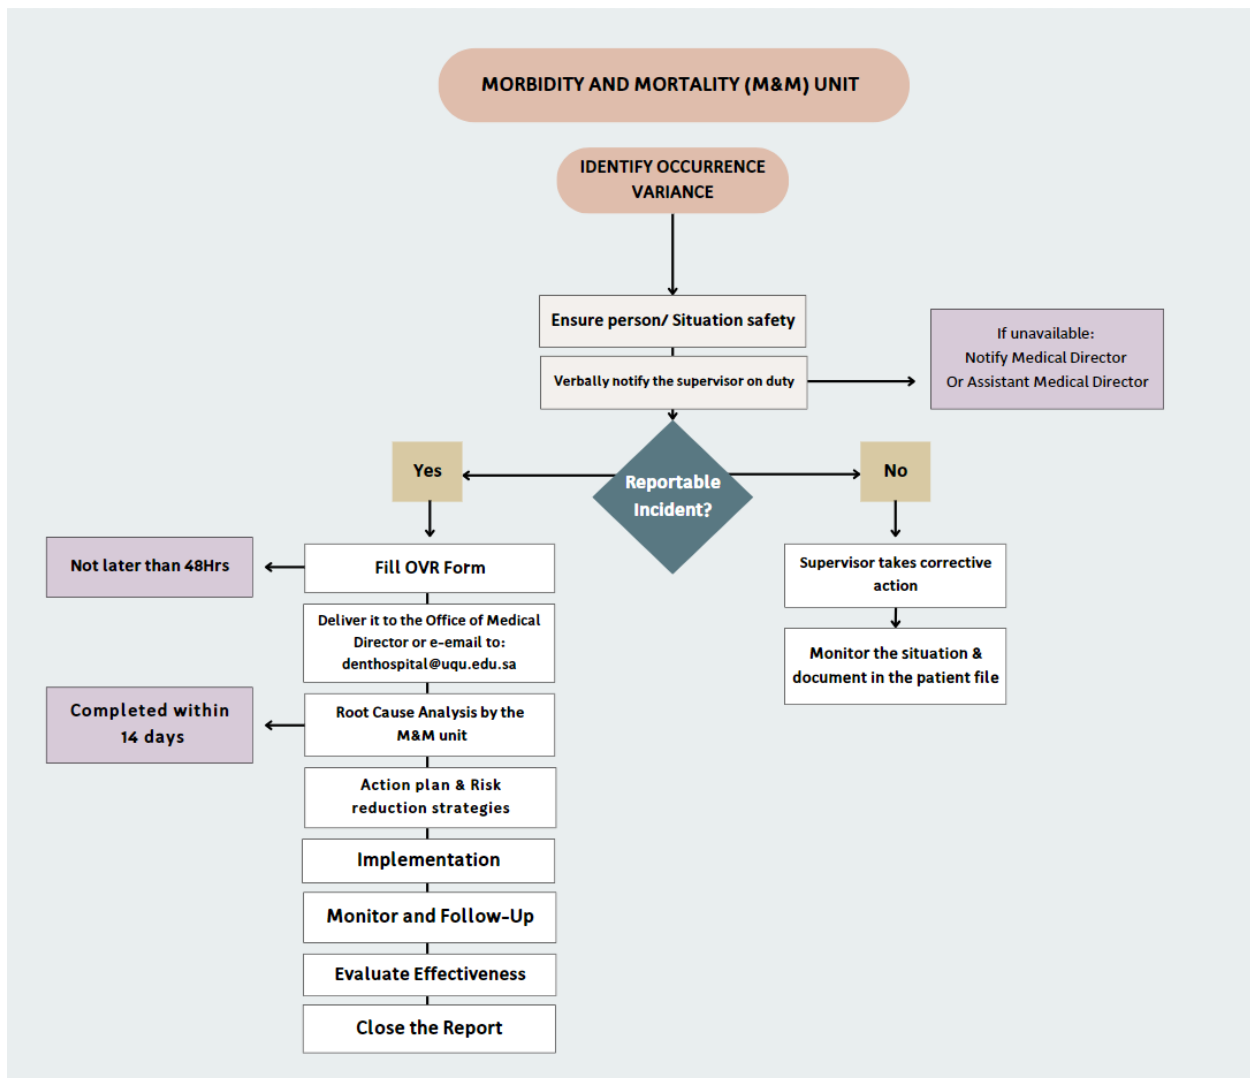 MORBIDITY AND MORTALITY (M&M) UNIT
IDENTIFY OCCURRENCE
VARIANCE
Ensure person/ Situation safety
Verbally notify the supervisor on duty
If unavailable:
Notify Medical Director
Or Assistant Medical Director
Reportable
Incident?
Yes
No
Fill OVR Form
Not later than 48Hrs
Deliver it to the Office of Medical
Director or e-email to:
denthospital@uqu.edu.sa
Root Cause Analysis by the
M&M unit
Completed within
14 days
Action plan & Risk
reduction strategies
Implementation
Monitor and Follow-Up
Evaluate Effectiveness
Close the Report
Supervisor takes corrective
action
Monitor the situation &
document in the patient file